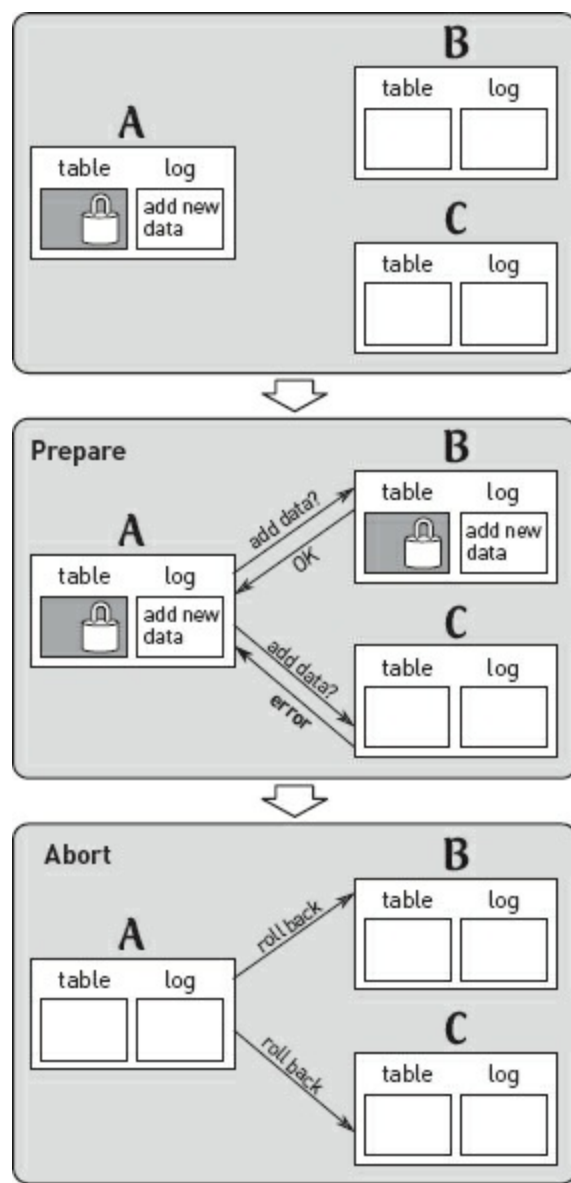 B
table log
A
table log
add new
data
C
table log
Prepare
B
table log
add new
data
add data?
OK
A
table log
add new
data
C
table log
add data?
error
Abort
B
table log
roll back
A
table log
C
table log
roll back